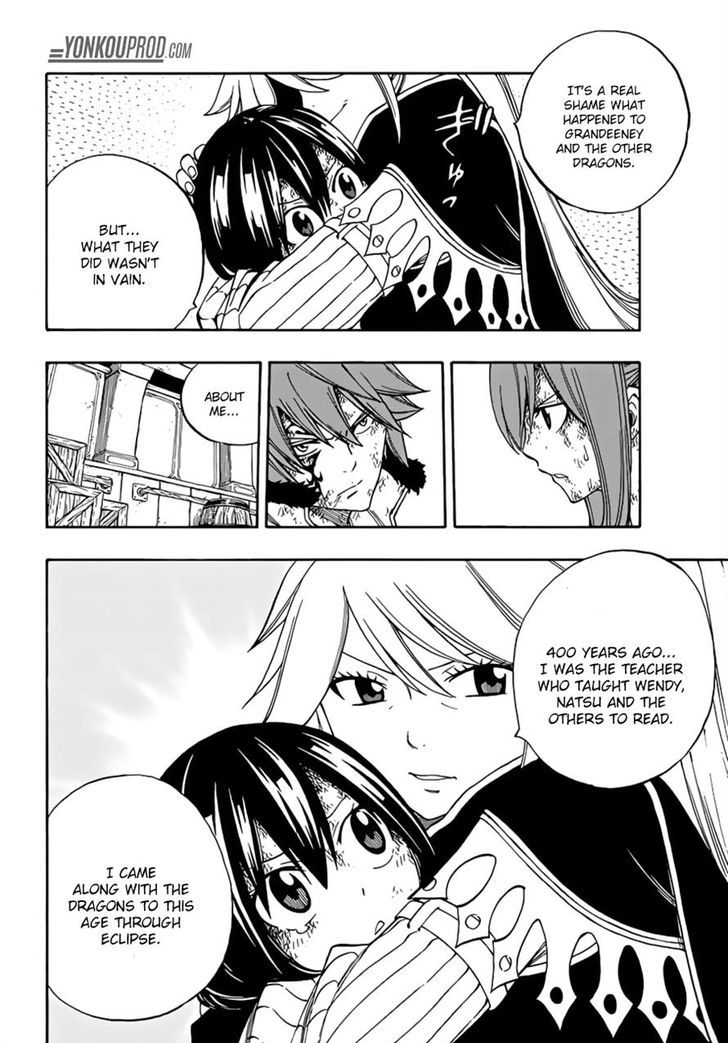 =YONKOUPROD.COM
IT'S A REAL
SHAME WHAT
HAPPENED TO
GRANDEENEY
AND THE OTHER
DRAGONS.
ぎゅっ
BUT...
WHAT THEY
DID WASN'T
IN VAIN.
ABOUT
ME...
400 YEARS AGO...
I WAS THE TEACHER
WHO TAUGHT WENDY,
NATSU AND THE
OTHERS TO READ.
I CAME
ALONG WITH THE
DRAGONS TO THIS
AGE THROUGH
ECLIPSE.